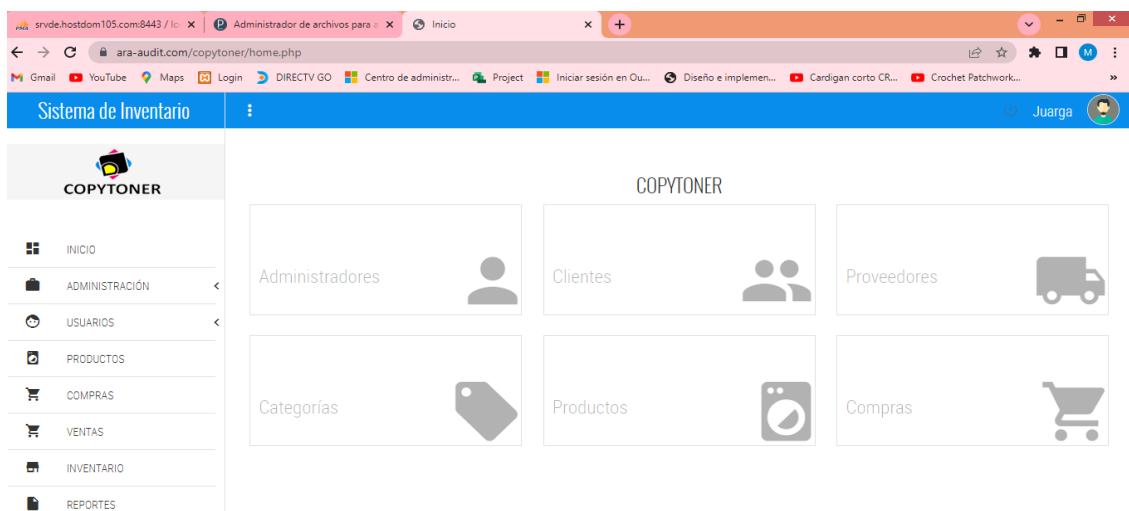 srvde.hostdom105.com:8443 / lo
Administrador de archivos para a
Inicio
ara-audit.com/copytoner/home.php
M
Gmail
YouTube
Maps
Login
DIRECTV GO
Centro de administr...
Project
Iniciar sesión en Ou...
Diseño e implemen...
Cardigan corto CR...
Crochet Patchwork...
»
Sistema de Inventario
Juarga
COPYTONER
COPYTONER
INICIO
ADMINISTRACIÓN
USUARIOS
PRODUCTOS
COMPRAS
VENTAS
INVENTARIO
REPORTES
Administradores
Clientes
Proveedores
Categorías
Productos
Compras